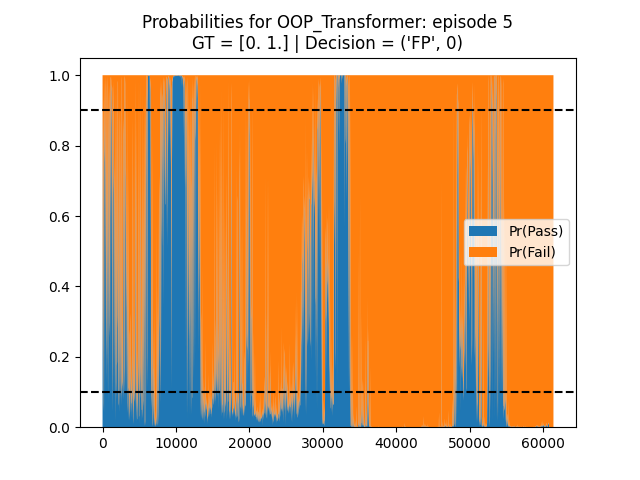 Probabilities for OOP_Transformer: episode 5
GT = [0. 1.] | Decision = ('FP', 0)
1.0
0.8
0.6
0.4
0.2
0.0
Pr(Pass)
Pr(Fail)
0 10000 20000 30000 40000 50000 60000